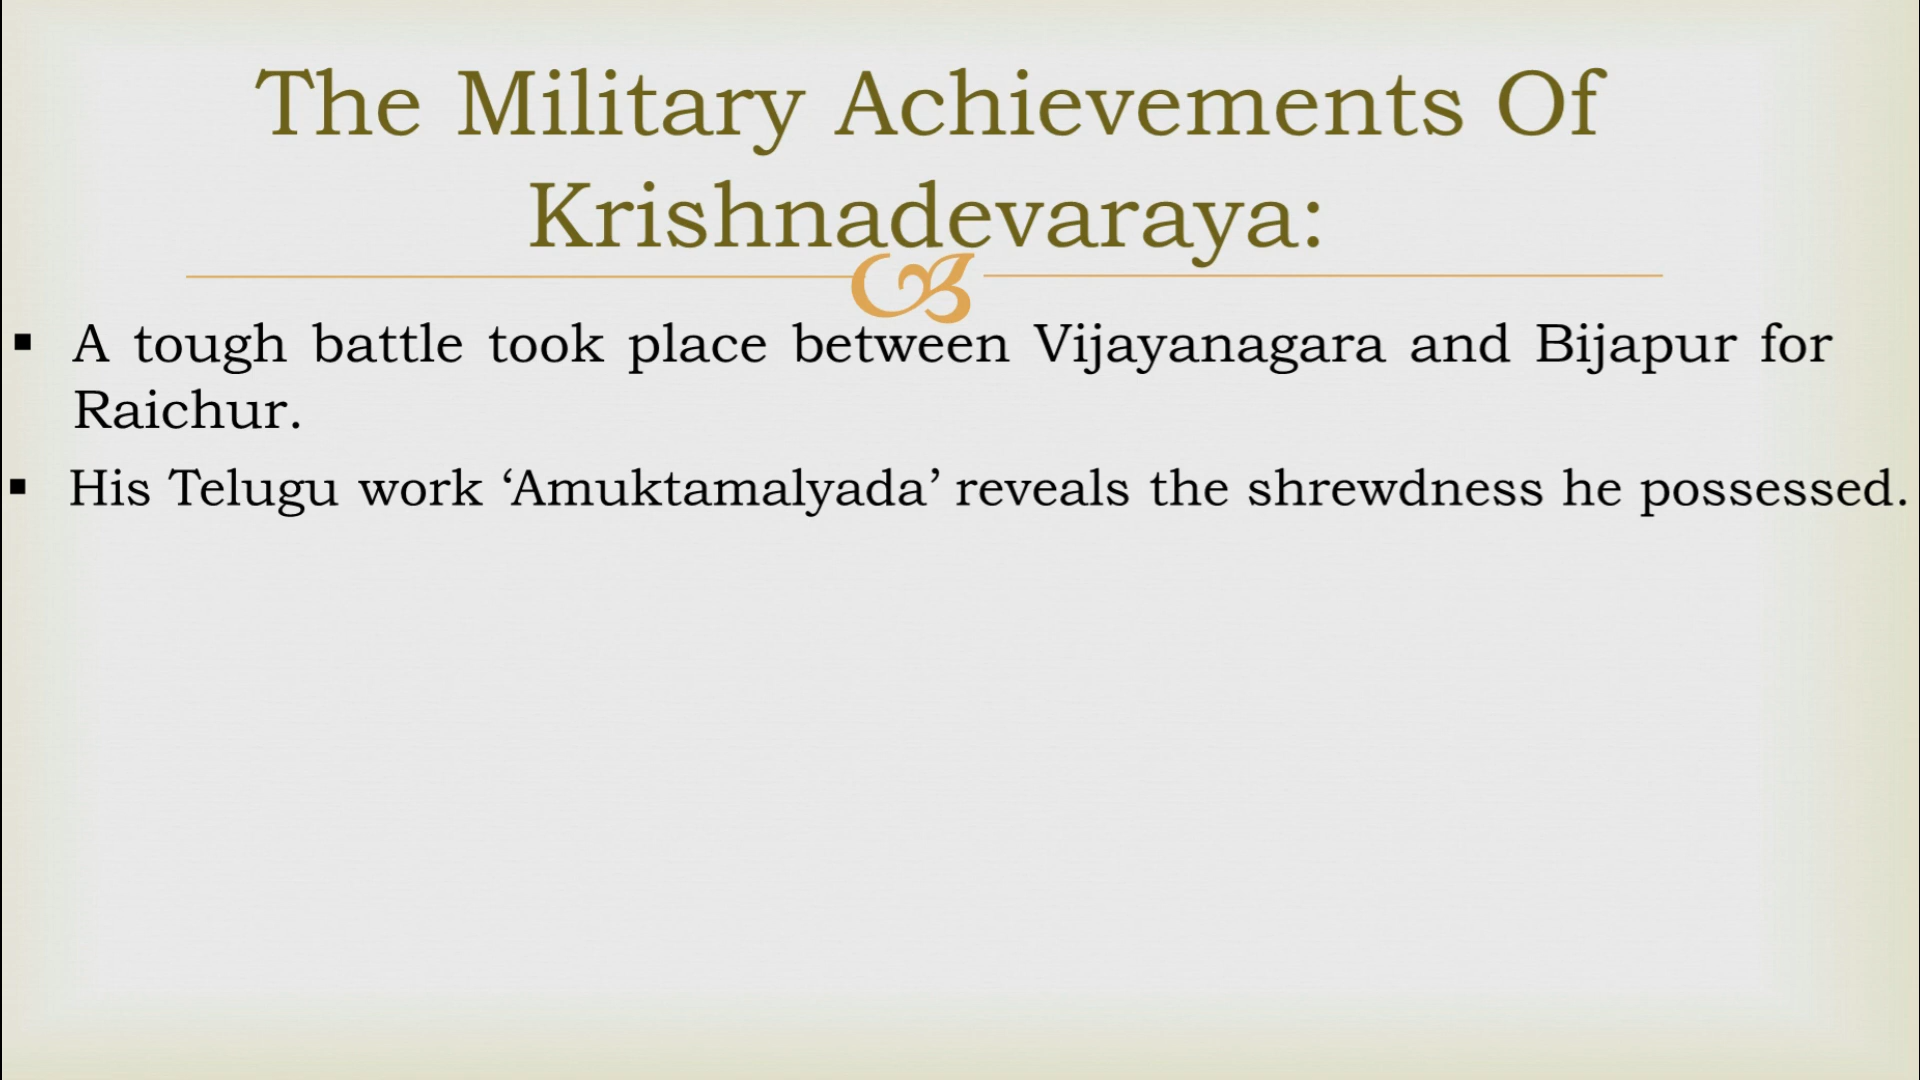 The Military Achievements Of
Krishnadevaraya:
▪ A tough battle took place between Vijayanagara and Bijapur for
Raichur.
▪ His Telugu work ‘Amuktamalyada’ reveals the shrewdness he possessed.